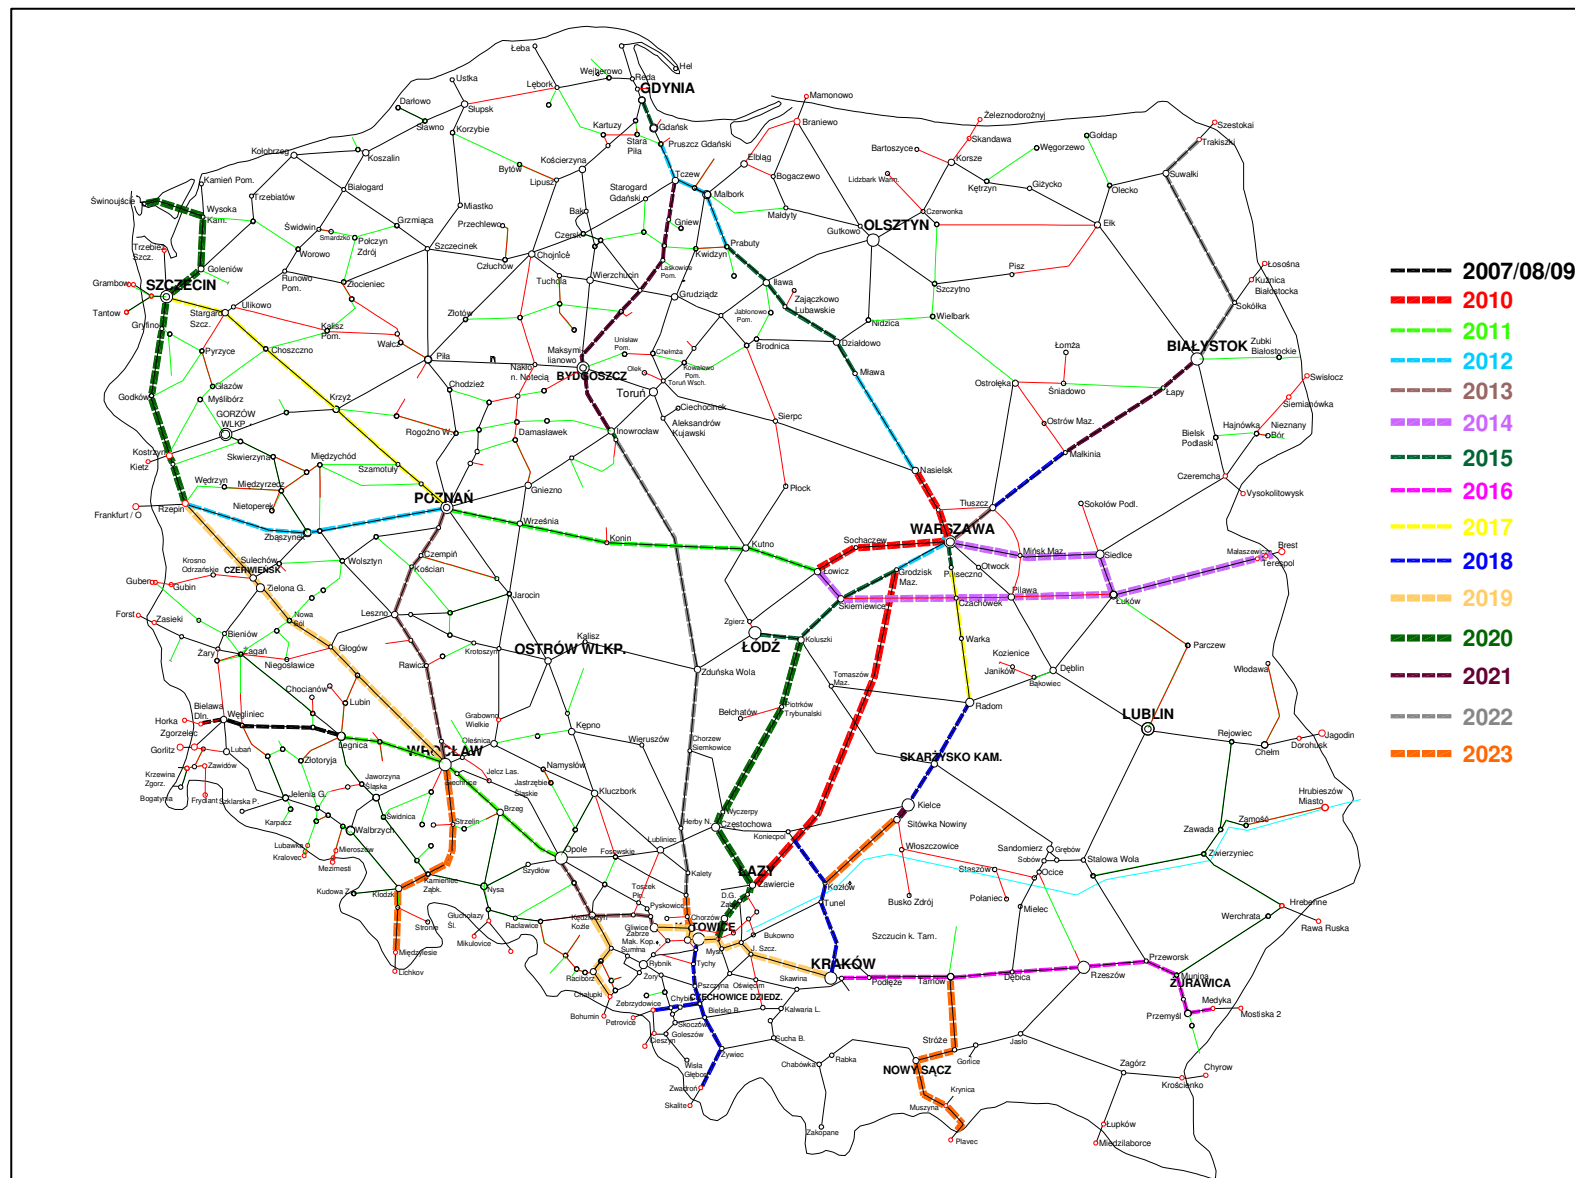 Łeba
Hel
Wejherowo
Reda
GDYNIA
Ustka
Lębork
Mamonowo
Darłowo
Słupsk
Żeleznodorożnyj
Braniewo
Szestokai
Sławno
Korzybie
Kartuzy
Gdańsk
Skandawa
Gołdap
Trakiszki
Stara
Piła
Pruszcz Gdański
Bartoszyce
Korsze
Węgorzewo
Kołobrzeg
Koszalin
Kościerzyna
Elbląg
Bytów
Lipusz
Tczew
Bogaczewo
Lidzbark Warm.
Kętrzyn
Giżycko
Olecko
Suwałki
Kamień Pom.
Białogard
Starogard
Gdański
Malbork
Trzebiatów
Świnoujście
Wysoka
Kam.
Miastko
Bąk
Małdyty
Czerwonka
Świdwin
Grzmiąca
Przechlewo
Gniew
OLSZTYN
Ełk
Smardzko
Połczyn
Zdrój
Czersk
Gutkowo
Trzebież
Szcz.
Worowo
Szczecinek
Człuchów
Chojnice
Kwidzyn
Prabuty
Goleniów
Laskowice
Pom.
Pisz
Łosośna
Grambow
SZCZECIN
Runowo
Pom.
Złocieniec
Tuchola
Wierzchucin
Iława
Szczytno
Kuźnica
Białostocka
Tantow
Ulikowo
Grudziądz
Zajączkowo
Lubawskie
Sokółka
Stargard
Szcz.
Złotów
Jabłonowo
Pom.
Nidzica
Wielbark
Gryfino
Kalisz
Pom.
Wałcz
Unisław
Pom.
Brodnica
Działdowo
Łomża
BIAŁYSTOK
Zubki
Białostockie
Pyrzyce
Choszczno
Piła
Maksymi-
lianowo
Chełmża
Kowalewo
Pom.
BYDGOSZCZ
Nakło
n. Notecią
Olek
Toruń Wsch.
Mława
Swisłocz
Głazów
Myślibórz
Chodzież
Toruń
Ostrołęka
Śniadowo
Łapy
Siemianówka
Godków
Krzyż
Ciechocinek
GORZÓW
WLKP.
Aleksandrów
Kujawski
Sierpc
Ostrów Maz.
Hajnówka
Nieznany
Bór
Rogoźno W.
Damasławek
Inowrocław
Bielsk
Podlaski
Kostrzyn
Kietz
Skwierzyna
Międzychód
Szamotuły
Małkinia
Nasielsk
Czeremcha
Wędrzyn
Międzyrzecz
Gniezno
Płock
Vysokolitowysk
Nietoperek
POZNAŃ
Tłuszcz
Sokołów Podl.
Frankfurt / O
Rzepin
Zbąszynek
Września
Konin
Kutno
WARSZAWA
Sochaczew
Mińsk Maz.
Siedlce
Brest
Małaszewicze
Terespol
Sulechów
CZERWIEŃSK
Krosno
Odrzańskie
Wolsztyn
Czempiń
Kościan
Łowicz
Grodzisk
Maz.
Piaseczno
Otwock
Guben
Gubin
Zielona G.
Jarocin
Skierniewice
Czachówek
Pilawa
Łuków
Forst
Zasieki
Nowa
Sól
Leszno
Zgierz
Bieniów
Krotoszyn
Kalisz
ŁÓDŹ
Koluszki
Warka
Kozienice
Parczew
Żary
Żagań
Głogów
Rawicz
OSTRÓW WLKP.
Zduńska Wola
Janików
Dęblin
Włodawa
Niegosławice
Tomaszów
Maz.
Bąkowiec
Chocianów
Lubin
Radom
Bielawa
Dln.
Węgliniec
Grabowno
Wielkie
Kępno
Bełchatów
Piotrków
Trybunalski
LUBLIN
Horka
Zgorzelec
Gorlitz
Lubań
Legnica
Oleśnica
WROCŁAW
Wieruszów
Chorzew
Siemkowice
SKARŻYSKO KAM.
Rejowiec
Chełm
Dorohusk
Jagodin
Zawidów
Złotoryja
Siechnice
Jelcz Las.
Namysłów
Krzewina
Zgorz.
Bogatynia
Frydlant
Szklarska P.
Jelenia G.
Jaworzyna
Śląska
Jastrzębie
Śląskie
Kluczbork
Kielce
Hrubieszów
Miasto
Karpacz
Świdnica
Brzeg
Wyczerpy
Częstochowa
Sitówka Nowiny
Zamość
Zawada
Wałbrzych
Strzelin
Herby N.
Koniecpol
Lubawka
Kralovec
Mieroszów
Mezimesti
Opole
Fosowskie
Lubliniec
Włoszczowice
Sandomierz
Grębów
Sobów
Stalowa Wola
Zwierzyniec
Kamieniec
Ząbk.
Szydłów
Kalety
ŁAZY
Zawiercie
Staszów
Ocice
Kudowa Z.
Kłodzko
Nysa
Toszek
Płn.
Pyskowice
D.G.
Ząb.
Kozłów
Połaniec
Głuchołazy
Śl.
Racławice
Kędzierzyn
Koźle
Chorzów
KATOWICE
Tunel
Busko Zdrój
Mielec
Werchrata
Hrebenne
Rawa Ruska
Stronie
Mikulovice
Gliwice
Zabrze
Mak. Kop.
Sumina
Mysł.
J. Szcz.
Bukowno
Szczucin k. Tarn.
Międzylesie
Lichkov
Racibórz
Rybnik
Tychy
KRAKÓW
Przeworsk
Chałupki
Żory
Pszczyna
Oświęcim
Skawina
Podłęże
Tarnów
Dębica
Rzeszów
Munina
ŻURAWICA
Bohumin
Zebrzydowice
Chybie
CZECHOWICE DZIEDZ.
Medyka
Petrovice
Skoczów
Bielsko B.
Kalwaria L.
Przemyśl
Mostiska 2
Cieszyn
Goleszów
Sucha B.
Stróże
Jasło
Wisła
Głębce
Żywiec
Chabówka
Rabka
Gorlice
Zagórz
Chyrow
Zwardoń
NOWY SĄCZ
Krościenko
Skalite
Krynica
Muszyna
Zakopane
Plavec
Łupków
Miedzilaborce
2007/08/09
2010
2011
2012
2013
2014
2015
2016
2017
2018
2019
2020
2021
2022
2023